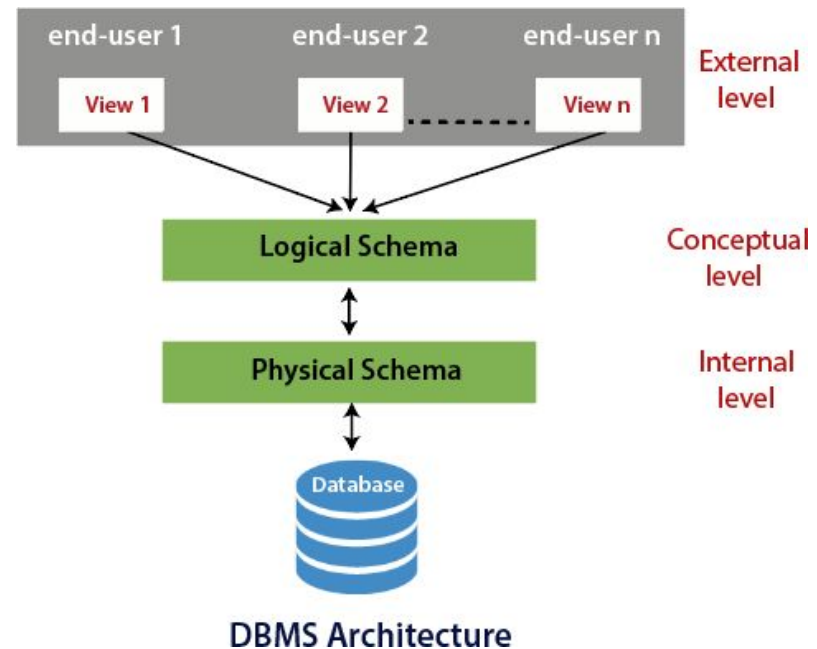 end-user 1
end-user 2
end-user n
View 1
View 2
View n
External
level
Logical Schema
Conceptual
level
Physical Schema
Internal
level
Database
DBMS Architecture